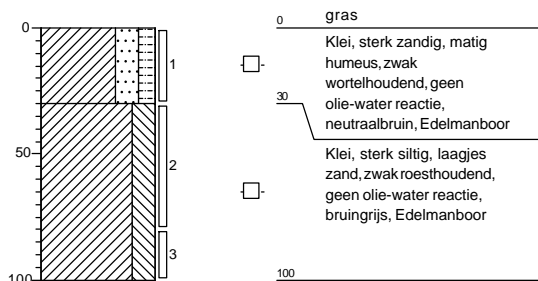 0
50
100
1
2
3
0 gras
Klei, sterk zandig, matig
humeus, zwak
wortelhoudend, geen
olie-water reactie,
neutraalbruin, Edelmanboor
30
Klei, sterk siltig, laagjes
zand, zwak roesthoudend,
geen olie-water reactie,
bruingrijs, Edelmanboor
100